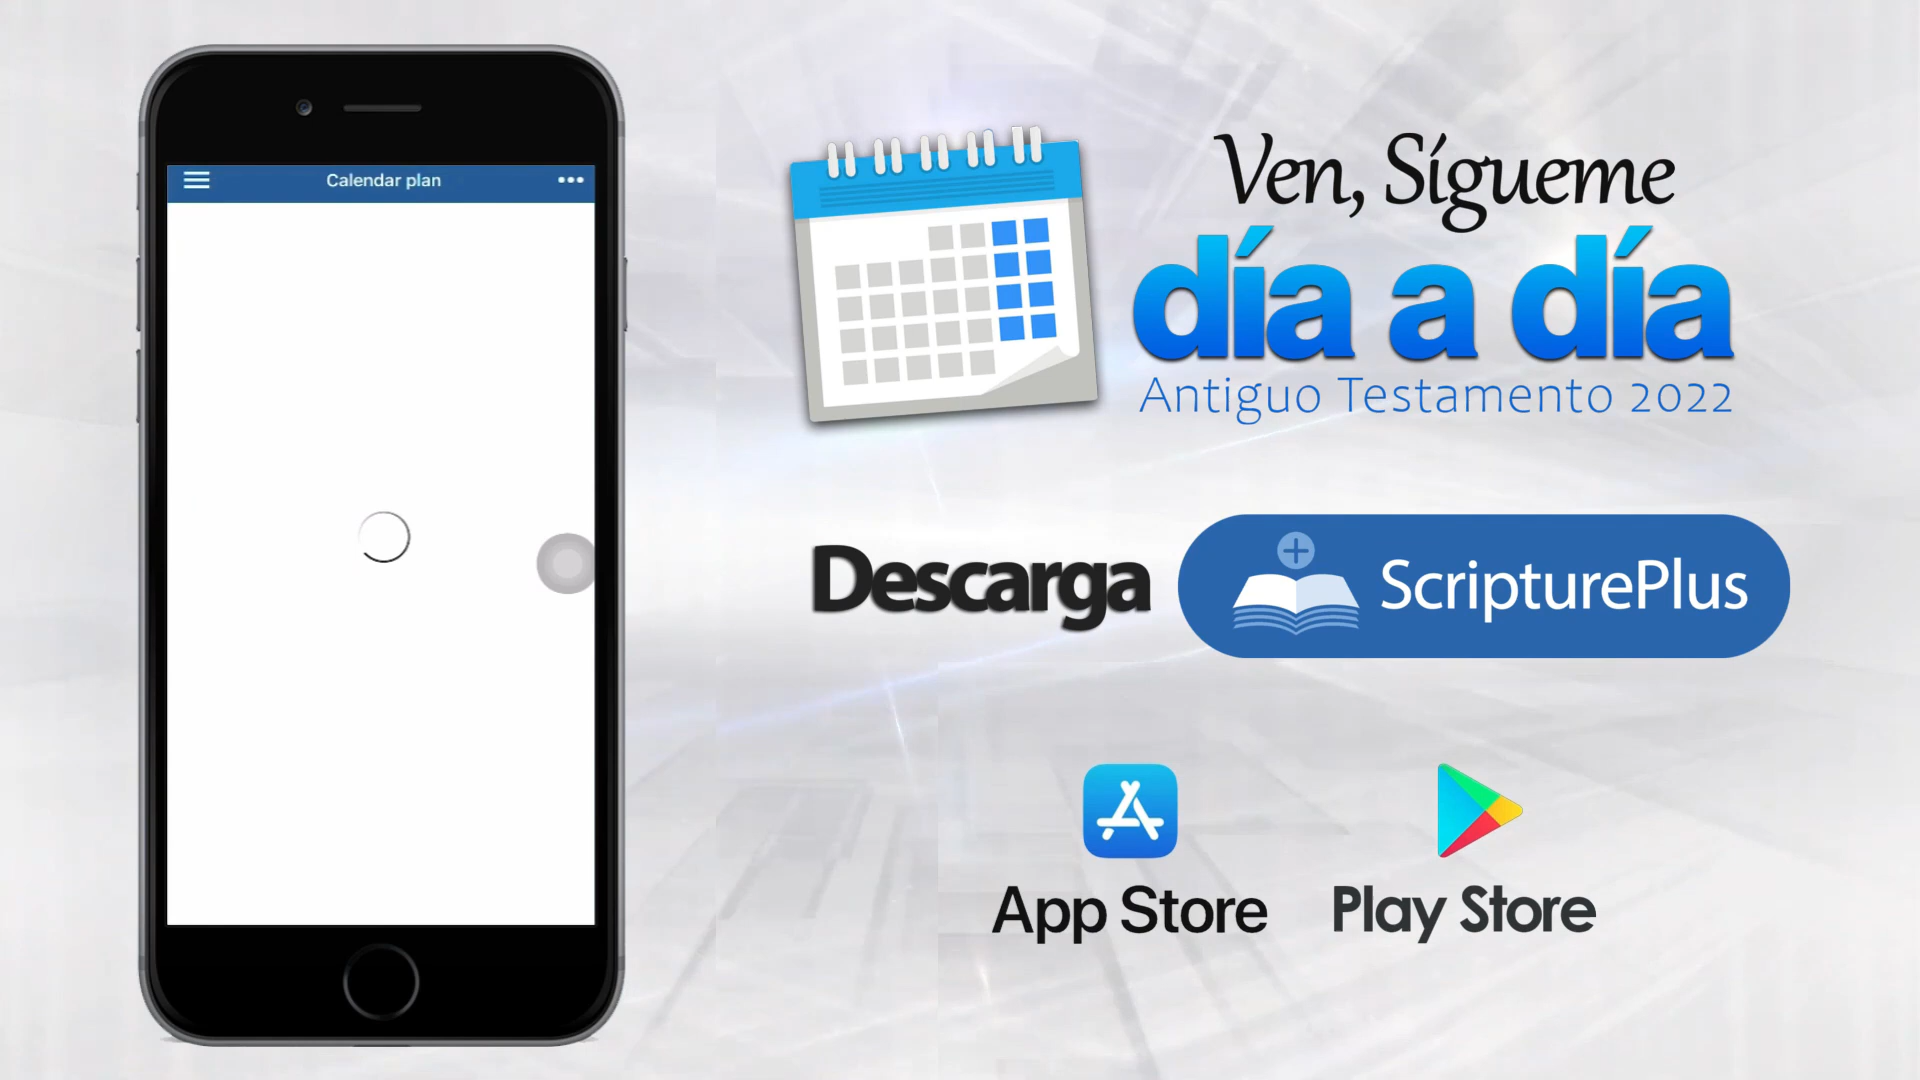 Calendar plan
Ven, Sígueme
día a día
Antiguo Testamento 2022
Descarga
ScripturePlus
App Store
Play Store